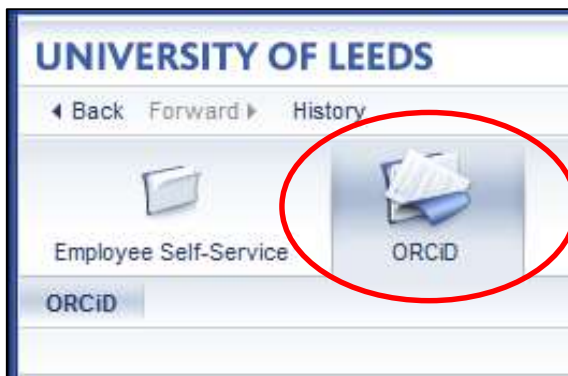 UNIVERSITY OF LEEDS
Back Forward History
Employee Self-Service ORCiD
ORCiD